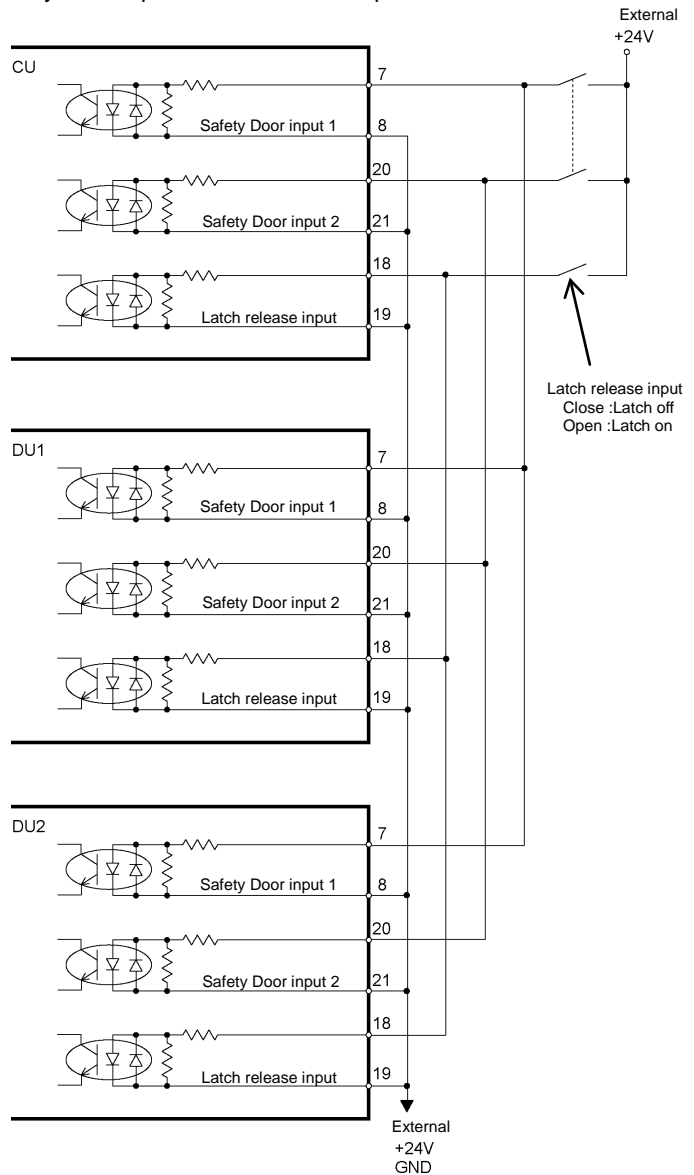 External
+24V
CU
7
Safety Door input 1
8
20
Safety Door input 2
21
18
Latch release input
19
Latch release input
Close :Latch off
Open :Latch on
DU1
7
Safety Door input 1
8
20
Safety Door input 2
21
18
Latch release input
19
DU2
7
Safety Door input 1
8
20
Safety Door input 2
21
18
Latch release input
19
External
+24V
GND